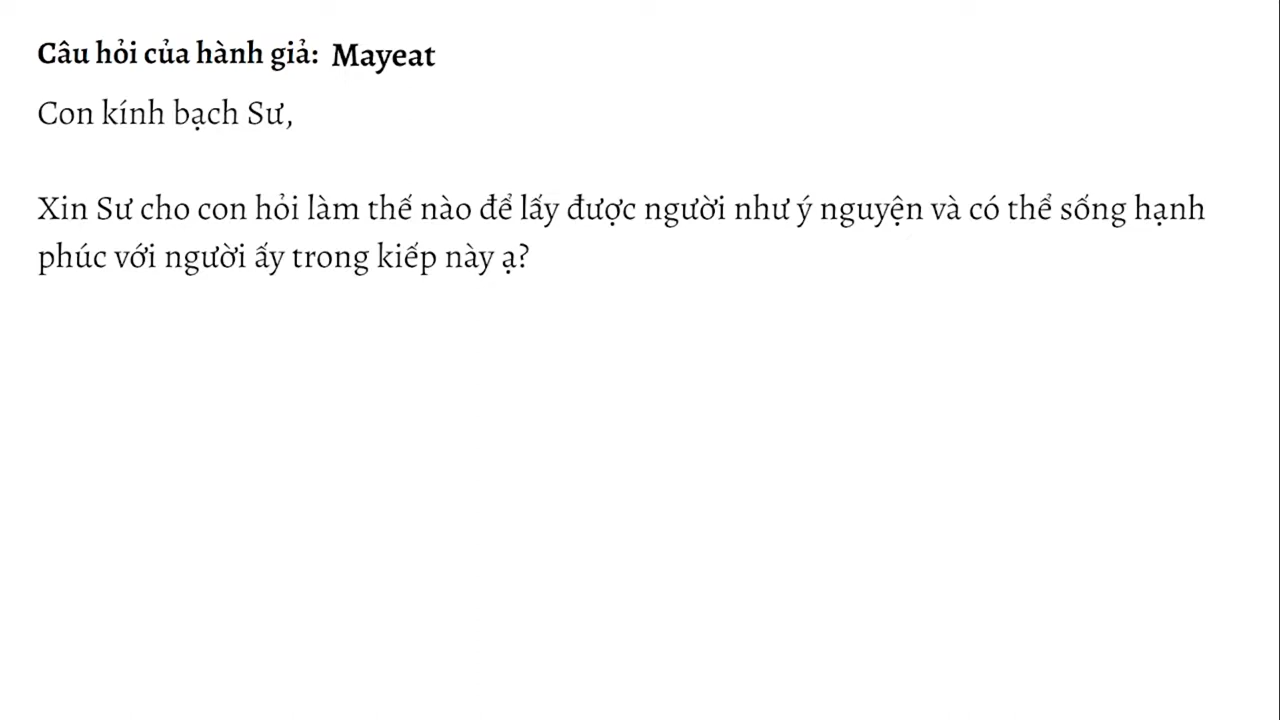 Câu hỏi của hành giả: Mayeat
Con kính bạch Sư,
Xin Sư cho con hỏi làm thế nào để lấy được người như ý nguyện và có thể sống hạnh
phúc với người ấy trong kiếp này ạ?